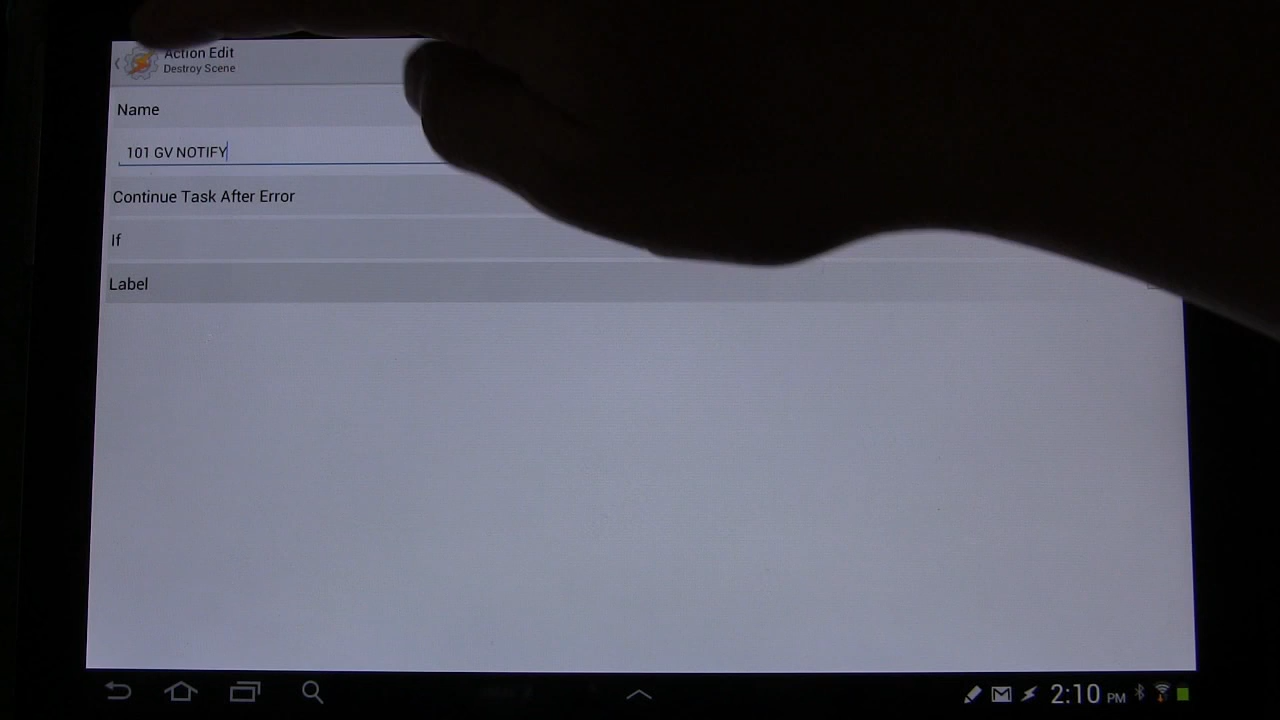 Action Edit
Destroy Scene
Name
101 GV NOTIFY
Continue Task After Error
If
Label
2:10 PM